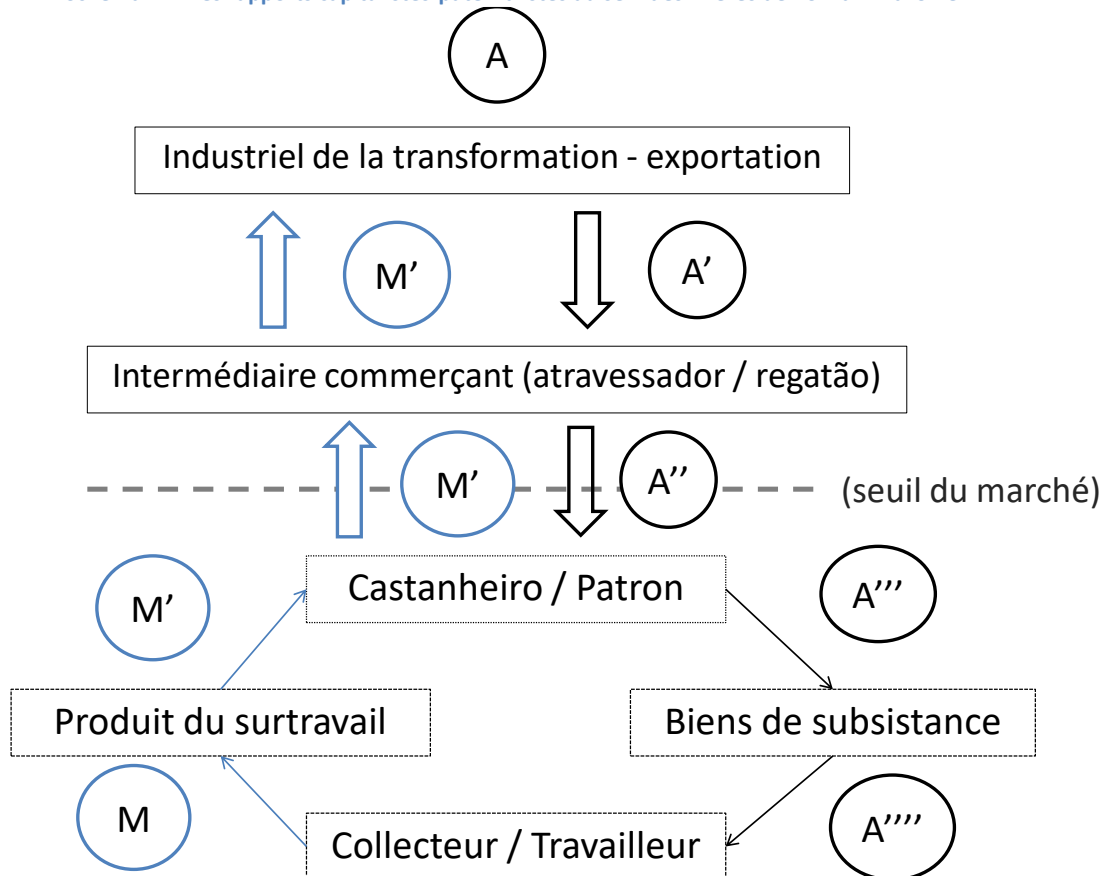 A
Industriel de la transformation - exportation
M’
A’
Intermédiaire commerçant (atravessador / regatão)
M’
A’’
(seuil du marché)
Castanheiro / Patron
M’
A’’’
Produit du surtravail
Biens de subsistance
M
A’’’’
Collecteur / Travailleur